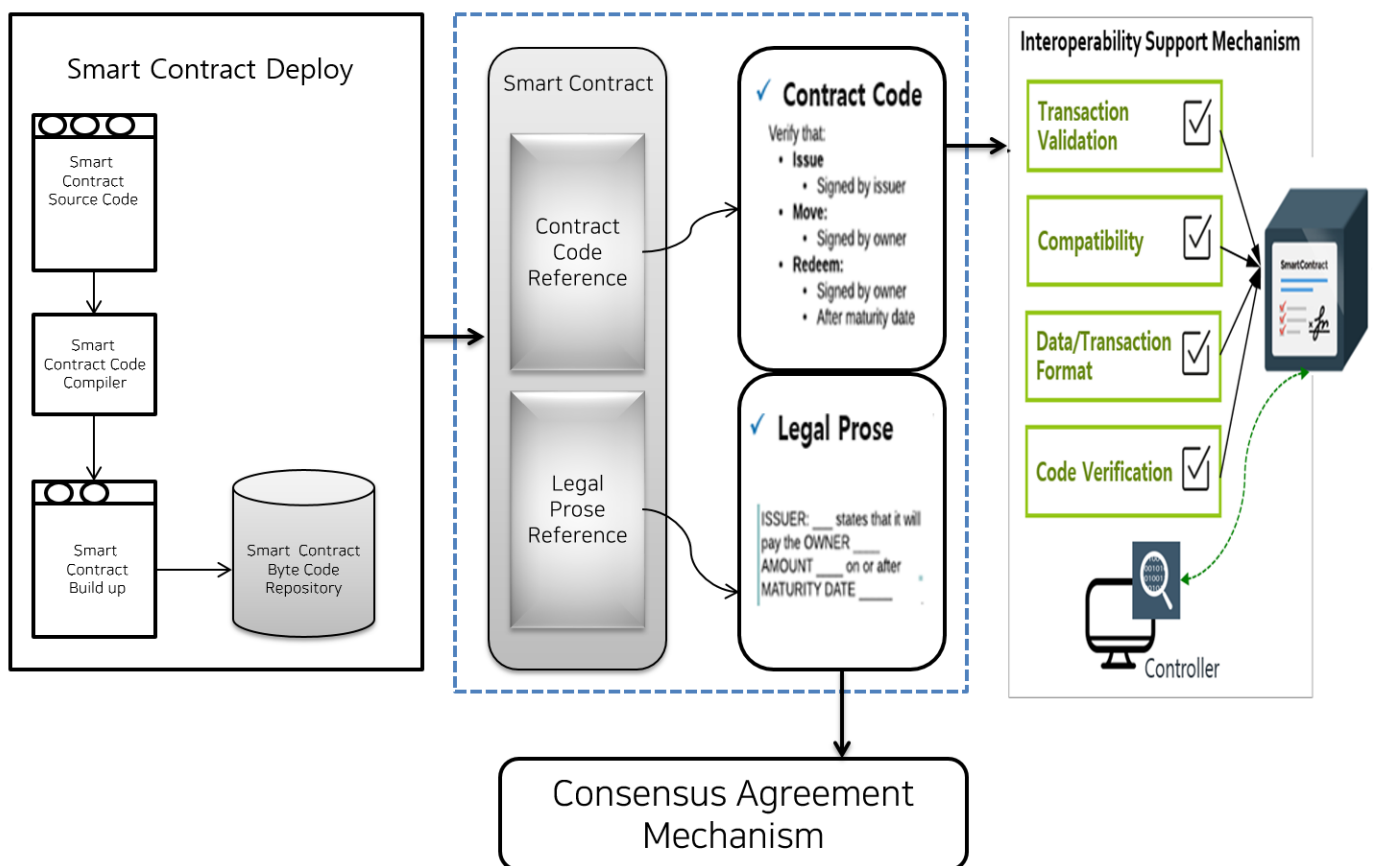 Smart Contract Deploy
Smart
Contract
Source Code
Smart
Contract Code
Compiler
Smart
Contract
Build up
Smart Contract
Byte Code
Repository
Smart Contract
Contract
Code
Reference
Legal
Prose
Reference
✓ Contract Code
Verify that:
• Issue
• Signed by issuer
• Move:
• Signed by owner
• Redeem:
• Signed by owner
• After maturity date
✓ Legal Prose
ISSUER: ___ states that it will
pay the OWNER ____
AMOUNT ____ on or after
MATURITY DATE _____
Consensus Agreement
Mechanism
Interoperability Support Mechanism
Transaction
Validation
Compatibility
Data/Transaction
Format
Code Verification
SmartContract
Controller